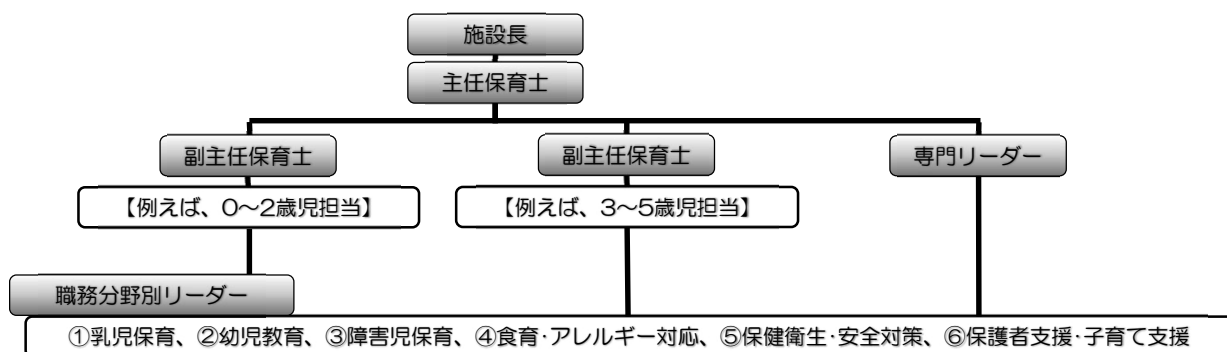 施設長
主任保育士
副主任保育士
副主任保育士
専門リーダー
【例えば、0～2歳児担当】
【例えば、3～5歳児担当】
職務分野別リーダー
①乳児保育、②幼児教育、③障害児保育、④食育･アレルギー対応、⑤保健衛生･安全対策、⑥保護者支援･子育て支援